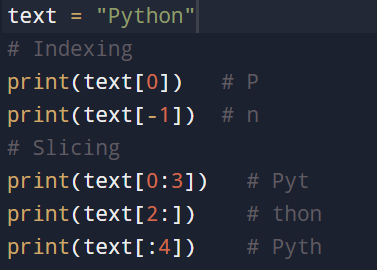 text = "Python"
# Indexing
print(text[0])   # P
print(text[-1])  # n
# Slicing
print(text[0:3])   # Pyt
print(text[2:])    # thon
print(text[:4])    # Pyth